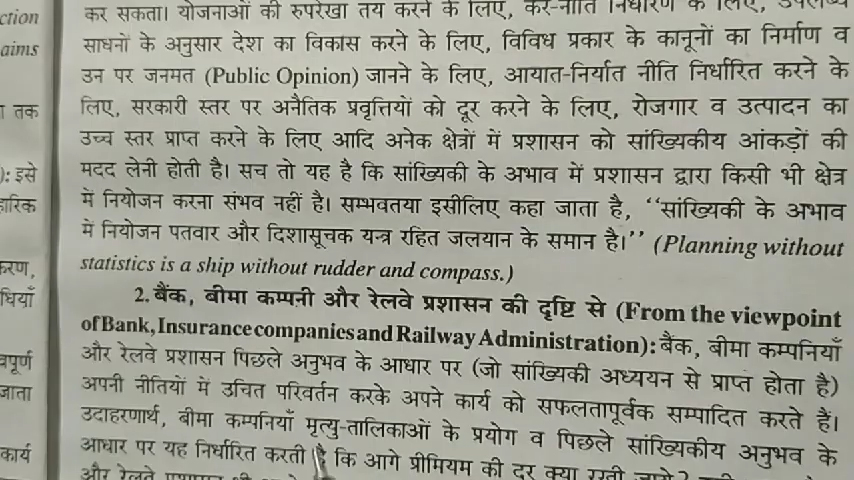 ction
aims
ा तक
): इसे
हारिक
करण,
धियाँ
वपूर्ण
जाता
कार्य
कर सकता। योजनाओं की रुपरेखा तय करने के लिए, कर-नीति निर्धारण के लिए, उपलब्ध
साधनों के अनुसार देश का विकास करने के लिए, विविध प्रकार के कानूनों का निर्माण व
उन पर जनमत (Public Opinion) जानने के लिए, आयात-निर्यात नीति निर्धारित करने के
लिए, सरकारी स्तर पर अनैतिक प्रवृत्तियों को दूर करने के लिए, रोजगार व उत्पादन का
उच्च स्तर प्राप्त करने के लिए आदि अनेक क्षेत्रों में प्रशासन को सांख्यिकीय आंकड़ों की
मदद लेनी होती है। सच तो यह है कि सांख्यिकी के अभाव में प्रशासन द्वारा किसी भी क्षेत्र
में नियोजन करना संभव नहीं है। सम्भवतया इसीलिए कहा जाता है, ‘‘सांख्यिकी के अभाव
में नियोजन पतवार और दिशासूचक यन्त्र रहित जलयान के समान है।’’ (Planning without
statistics is a ship without rudder and compass.)
2. बैंक, बीमा कम्पनी और रेलवे प्रशासन की दृष्टि से (From the viewpoint
of Bank, Insurance companies and Railway Administration): बैंक, बीमा कम्पनियाँ
और रेलवे प्रशासन पिछले अनुभव के आधार पर (जो सांख्यिकी अध्ययन से प्राप्त होता है)
अपनी नीतियों में उचित परिवर्तन करके अपने कार्य को सफलतापूर्वक सम्पादित करते हैं।
उदाहरणार्थ, बीमा कम्पनियाँ मृत्यु-तालिकाओं के प्रयोग व पिछले सांख्यिकीय अनुभव के
आधार पर यह निर्धारित करती है कि आगे प्रीमियम की दर क्या रखी जाये?
और रेलवे प्रशासन